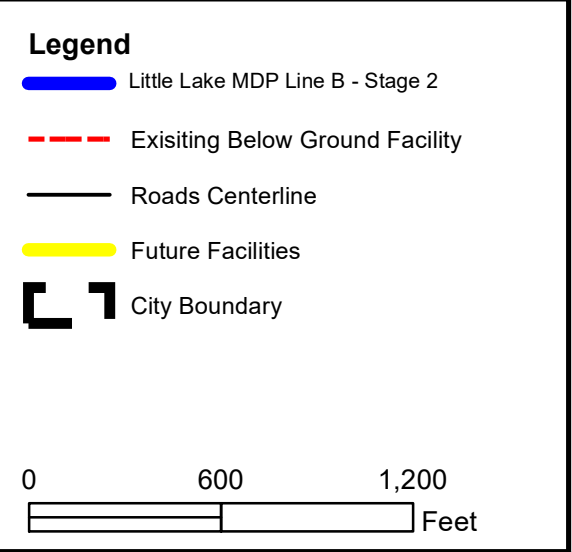 Legend
Little Lake MDP Line B - Stage 2
Exisiting Below Ground Facility
Roads Centerline
Future Facilities
City Boundary
0 600 1,200
Feet